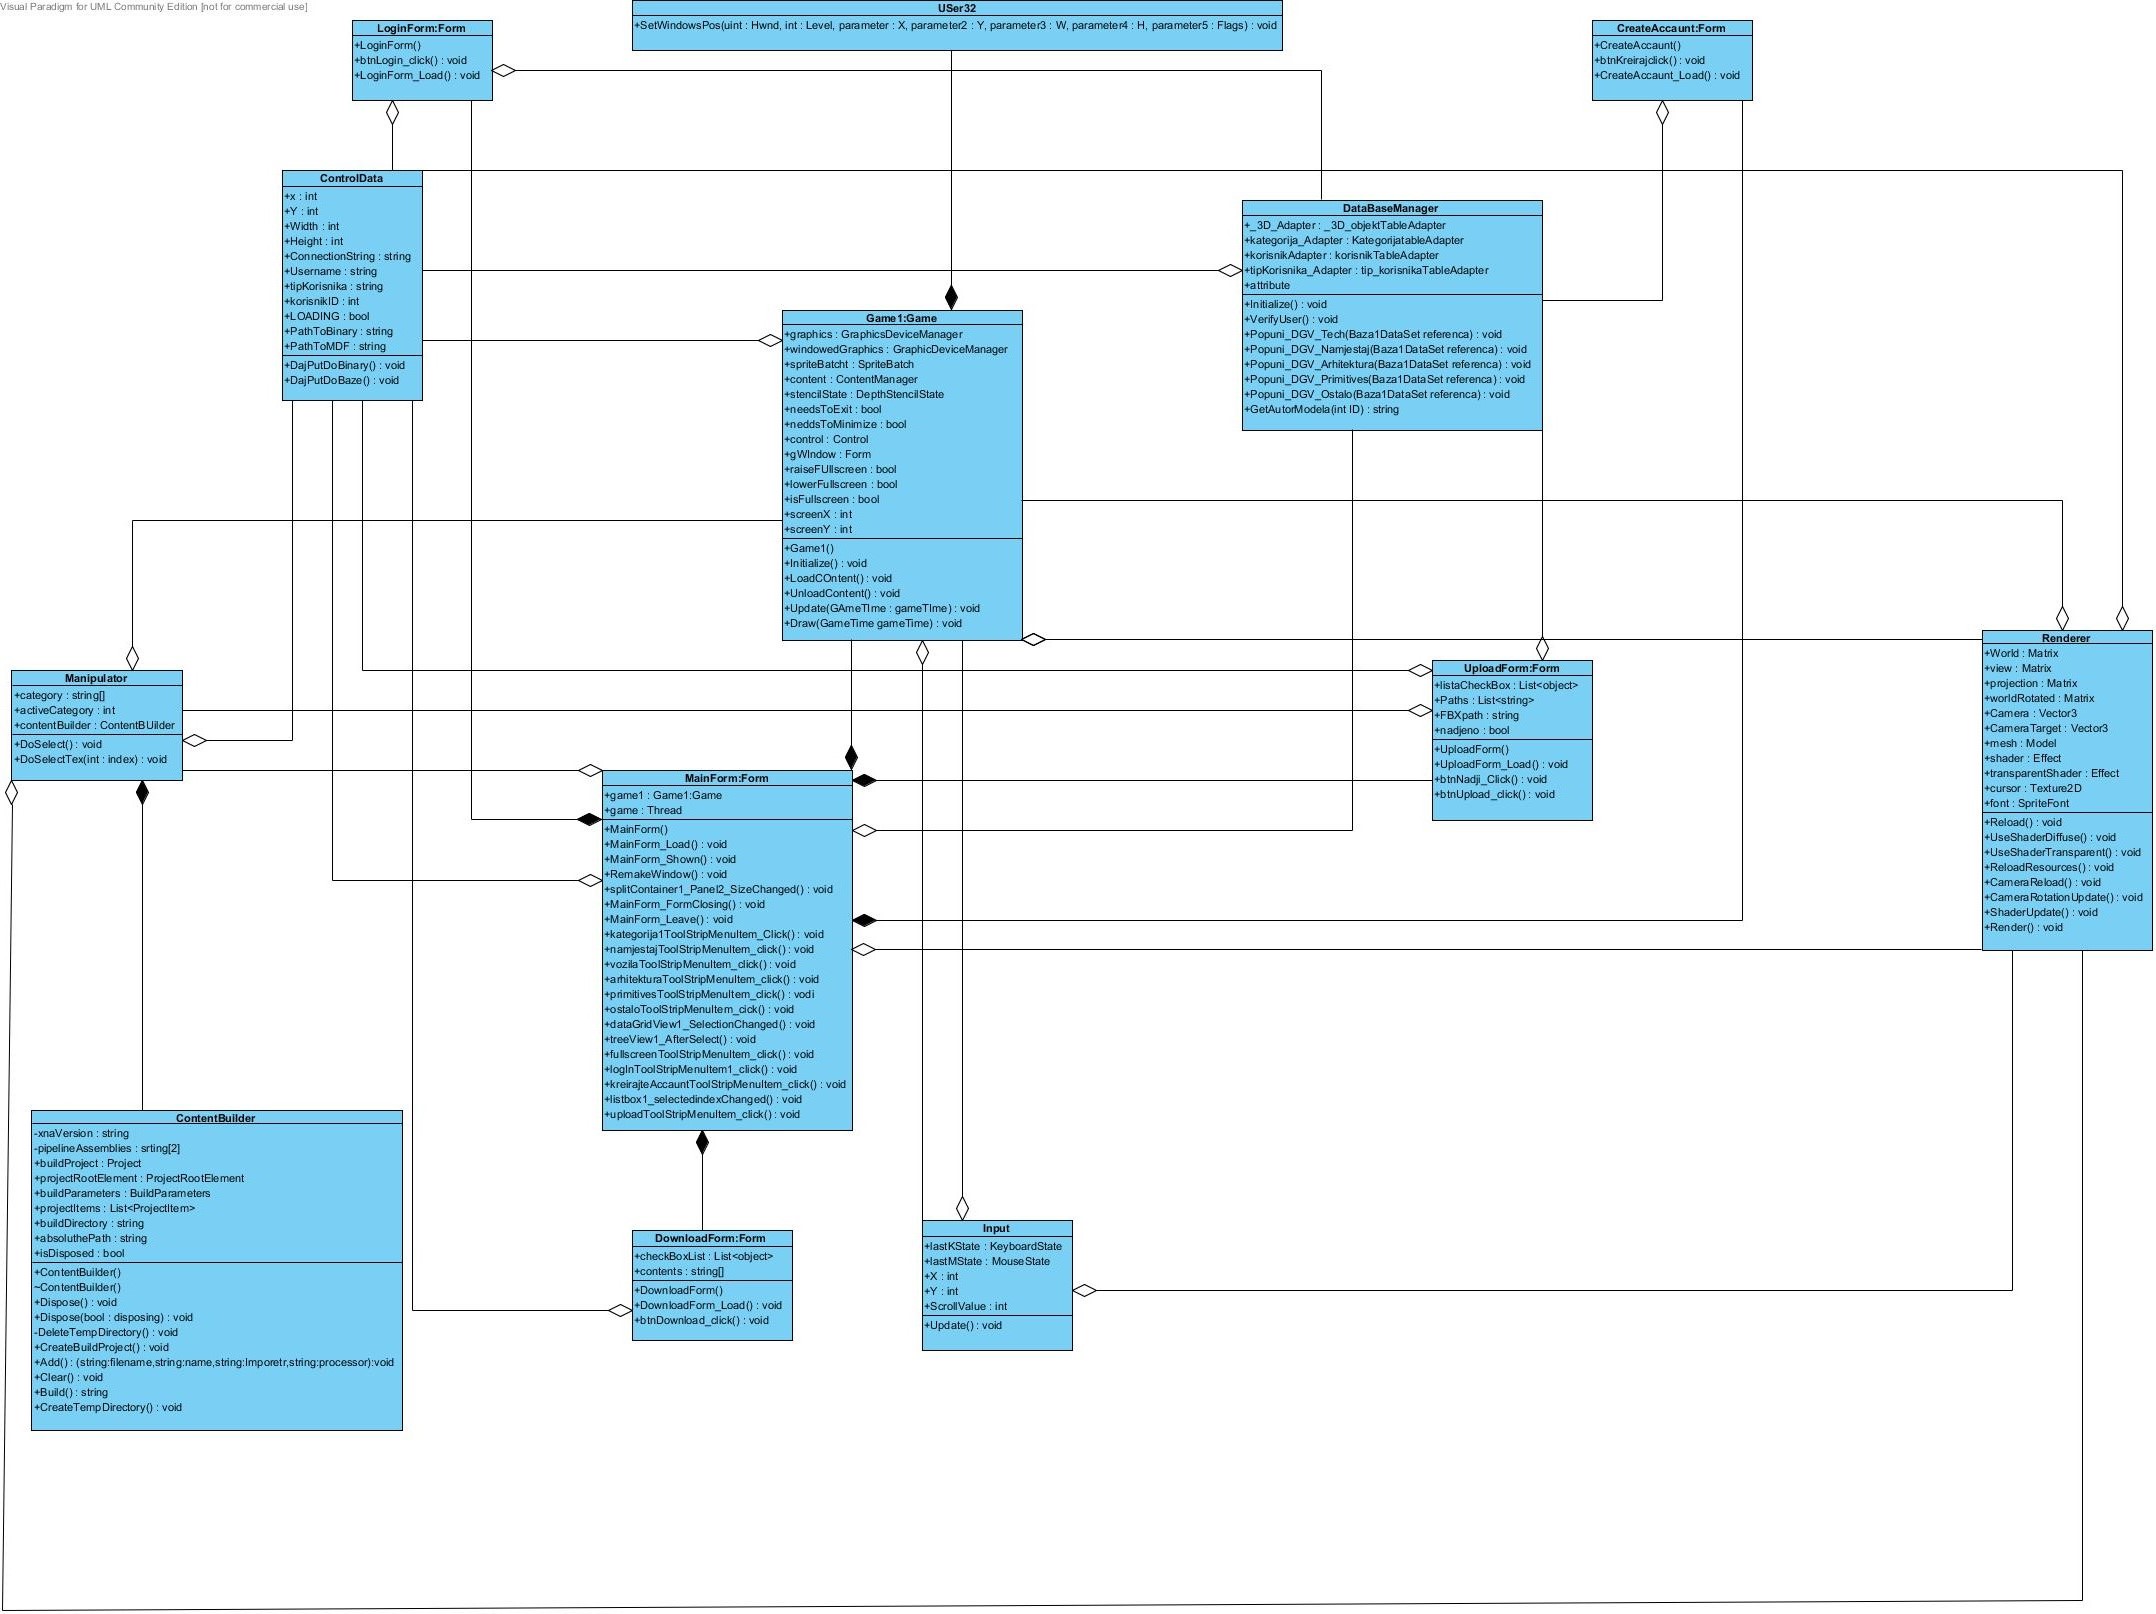 Visual Paradigm for UML Community Edition [not for commercial use]
USer32
+SetWindowsPos(uint : Hwnd, int : Level, parameter : X, parameter2 : Y, parameter3 : W, parameter4 : H, parameter5 : Flags) : void
LoginForm:Form
+LoginForm()
+btnLogin_click() : void
+LoginForm_Load() : void
CreateAccaunt:Form
+CreateAccaunt()
+btnKreirajclick() : void
+CreateAccaunt_Load() : void
ControlData
+x : int
+Y : int
+Width : int
+Height : int
+ConnectionString : string
+Username : string
+tipKorisnika : string
+korisnikID : int
+LOADING : bool
+PathToBinary : string
+PathToMDF : string
+DajPutDoBinary() : void
+DajPutDoBaze() : void
DataBaseManager
+_3D_Adapter : _3D_objektTableAdapter
+kategorija_Adapter : KategorijatableAdapter
+korisnikAdapter : korisnikTableAdapter
+tipKorisnika_Adapter : tip_korisnikaTableAdapter
+attribute
+Initialize() : void
+VerifyUser() : void
+Popuni_DGV_Tech(Baza1DataSet referenca) : void
+Popuni_DGV_Namjestaj(Baza1DataSet referenca) : void
+Popuni_DGV_Arhitektura(Baza1DataSet referenca) : void
+Popuni_DGV_Primitives(Baza1DataSet referenca) : void
+Popuni_DGV_Ostalo(Baza1DataSet referenca) : void
+GetAutorModela(int ID) : string
Game1:Game
+graphics : GraphicsDeviceManager
+windowedGraphics : GraphicDeviceManager
+spriteBatcht : SpriteBatch
+content : ContentManager
+stencilState : DepthStencilState
+needsToExit : bool
+neddsToMinimize : bool
+control : Control
+gWIndow : Form
+raiseFUllscreen : bool
+lowerFullscreen : bool
+isFullscreen : bool
+screenX : int
+screenY : int
+Game1()
+Initialize() : void
+LoadCOntent() : void
+UnloadContent() : void
+Update(GAmeTIme : gameTIme) : void
+Draw(GameTime gameTime) : void
Manipulator
+category : string[]
+activeCategory : int
+contentBuilder : ContentBUilder
+DoSelect() : void
+DoSelectTex(int : index) : void
UploadForm:Form
+listaCheckBox : List<object>
+Paths : List<string>
+FBXpath : string
+nadjeno : bool
+UploadForm()
+UploadForm_Load() : void
+btnNadji_Click() : void
+btnUpload_click() : void
Renderer
+World : Matrix
+view : Matrix
+projection : Matrix
+worldRotated : Matrix
+Camera : Vector3
+CameraTarget : Vector3
+mesh : Model
+shader : Effect
+transparentShader : Effect
+cursor : Texture2D
+font : SpriteFont
+Reload() : void
+UseShaderDiffuse() : void
+UseShaderTransparent() : void
+ReloadResources() : void
+CameraReload() : void
+CameraRotationUpdate() : void
+ShaderUpdate() : void
+Render() : void
MainForm:Form
+game1 : Game1:Game
+game : Thread
+MainForm()
+MainForm_Load() : void
+MainForm_Shown() : void
+RemakeWindow() : void
+splitContainer1_Panel2_SizeChanged() : void
+MainForm_FormClosing() : void
+MainForm_Leave() : void
+kategorija1ToolStripMenuItem_Click() : void
+namjestajToolStripMenuItem_click() : void
+vozilaToolStripMenuItem_click() : void
+arhitekturaToolStripMenuItem_click() : void
+primitivesToolStripMenuItem_click() : vodi
+ostaloToolStripMenuItem_cick() : void
+dataGridView1_SelectionChanged() : void
+treeView1_AfterSelect() : void
+fullscreenToolStripMenuItem_click() : void
+logInToolStripMenuItem1_click() : void
+kreirajteAccauntToolStripMenuItem_click() : void
+listbox1_selectedindexChanged() : void
+uploadToolStripMenuItem_click() : void
ContentBuilder
-xnaVersion : string
-pipelineAssemblies : srting[2]
+buildProject : Project
+projectRootElement : ProjectRootElement
+buildParameters : BuildParameters
+projectItems : List<ProjectItem>
+buildDirectory : string
+absoluthePath : string
+isDisposed : bool
+ContentBuilder()
~ContentBuilder()
+Dispose() : void
+Dispose(bool : disposing) : void
-DeleteTempDirectory() : void
+CreateBuildProject() : void
+Add() : (string:filename,string:name,string:Imporetr,string:processor):void
+Clear() : void
+Build() : string
+CreateTempDirectory() : void
DownloadForm:Form
+checkBoxList : List<object>
+contents : string[]
+DownloadForm()
+DownloadForm_Load() : void
+btnDownload_click() : void
Input
+lastKState : KeyboardState
+lastMState : MouseState
+X : int
+Y : int
+ScrollValue : int
+Update() : void